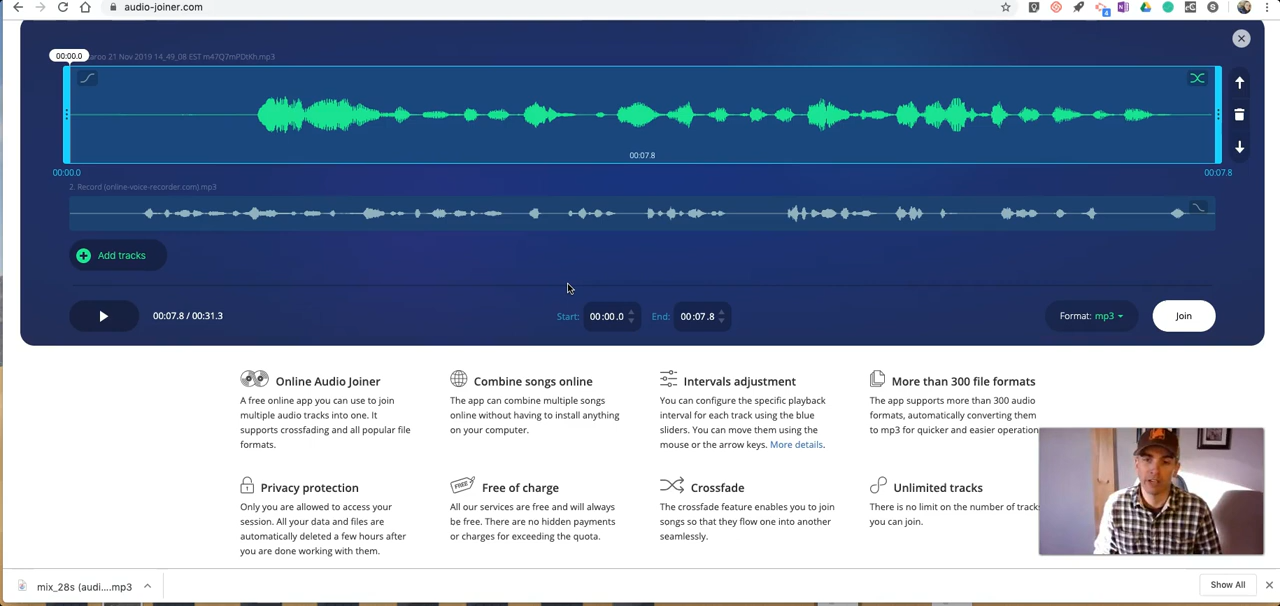 audio-joiner.com
00:00.0
aroo 21 Nov 2019 14_49_08 EST m47Q7mPDtKh.mp3
00:07.8
00:00.0
00:07.8
2. Record (online-voice-recorder.com).mp3
Add tracks
00:07.8 / 00:31.3
Start: 00:00.0
End: 00:07.8
Format: mp3
Join
Online Audio Joiner
A free online app you can use to join
multiple audio tracks into one. It
supports crossfading and all popular file
formats.
Combine songs online
The app can combine multiple songs
online without having to install anything
on your computer.
Intervals adjustment
You can configure the specific playback
interval for each track using the blue
sliders. You can move them using the
mouse or the arrow keys. More details.
More than 300 file formats
The app supports more than 300 audio
formats, automatically converting them
to mp3 for quicker and easier operation
Privacy protection
Only you are allowed to access your
session. All your data and files are
automatically deleted a few hours after
you are done working with them.
FREE
Free of charge
All our services are free and will always
be free. There are no hidden payments
or charges for exceeding the quota.
Crossfade
The crossfade feature enables you to join
songs so that they flow one into another
seamlessly.
Unlimited tracks
There is no limit on the number of tracks
you can join.
mix_28s (audi....mp3
Show All